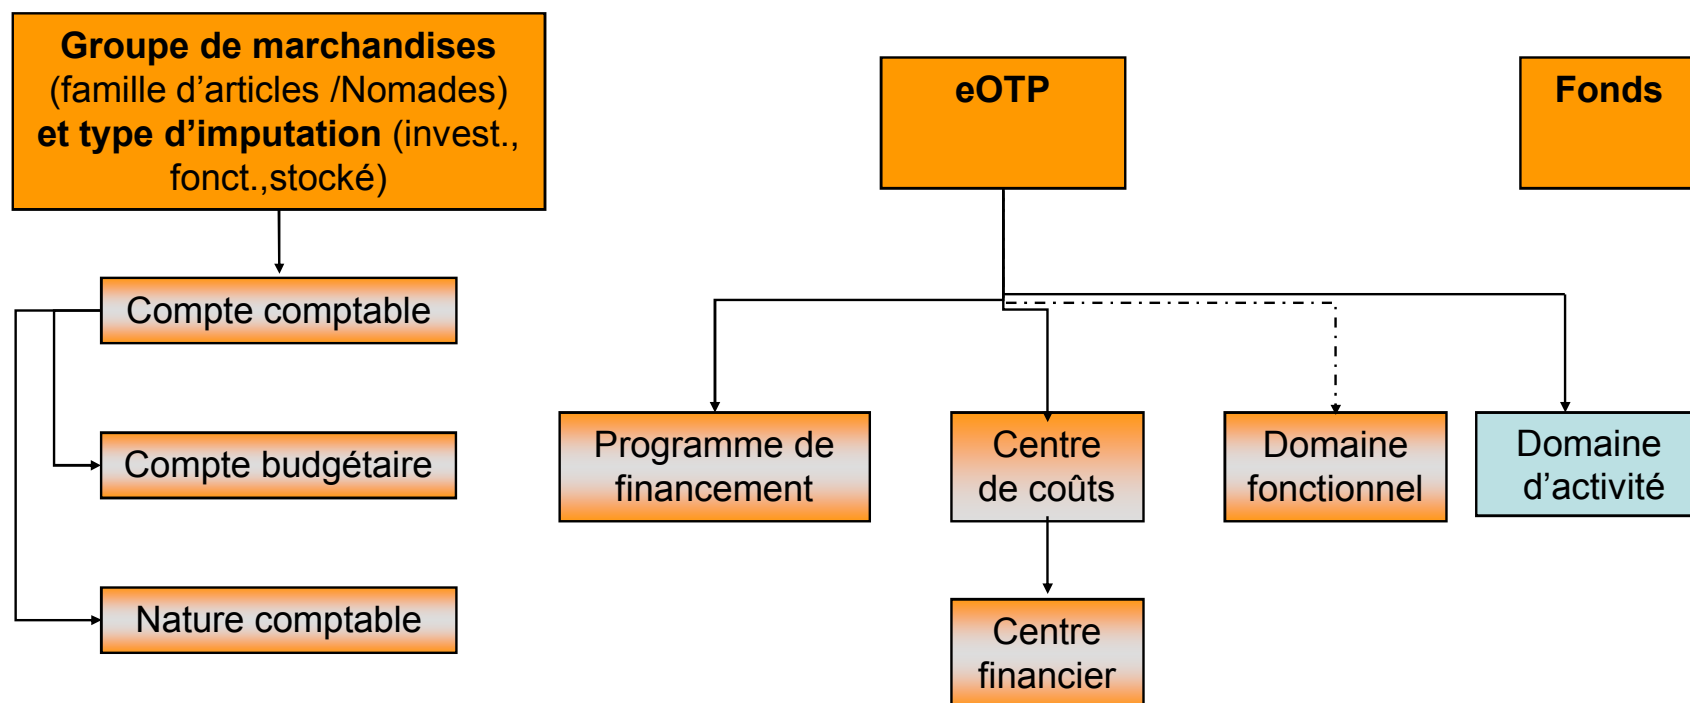 Groupe de marchandises
(famille d’articles /Nomades)
et type d’imputation (invest.,
fonct.,stocké)
eOTP
Fonds
Compte comptable
Compte budgétaire
Nature comptable
Programme de
financement
Centre
de coûts
Domaine
fonctionnel
Domaine
d’activité
Centre
financier